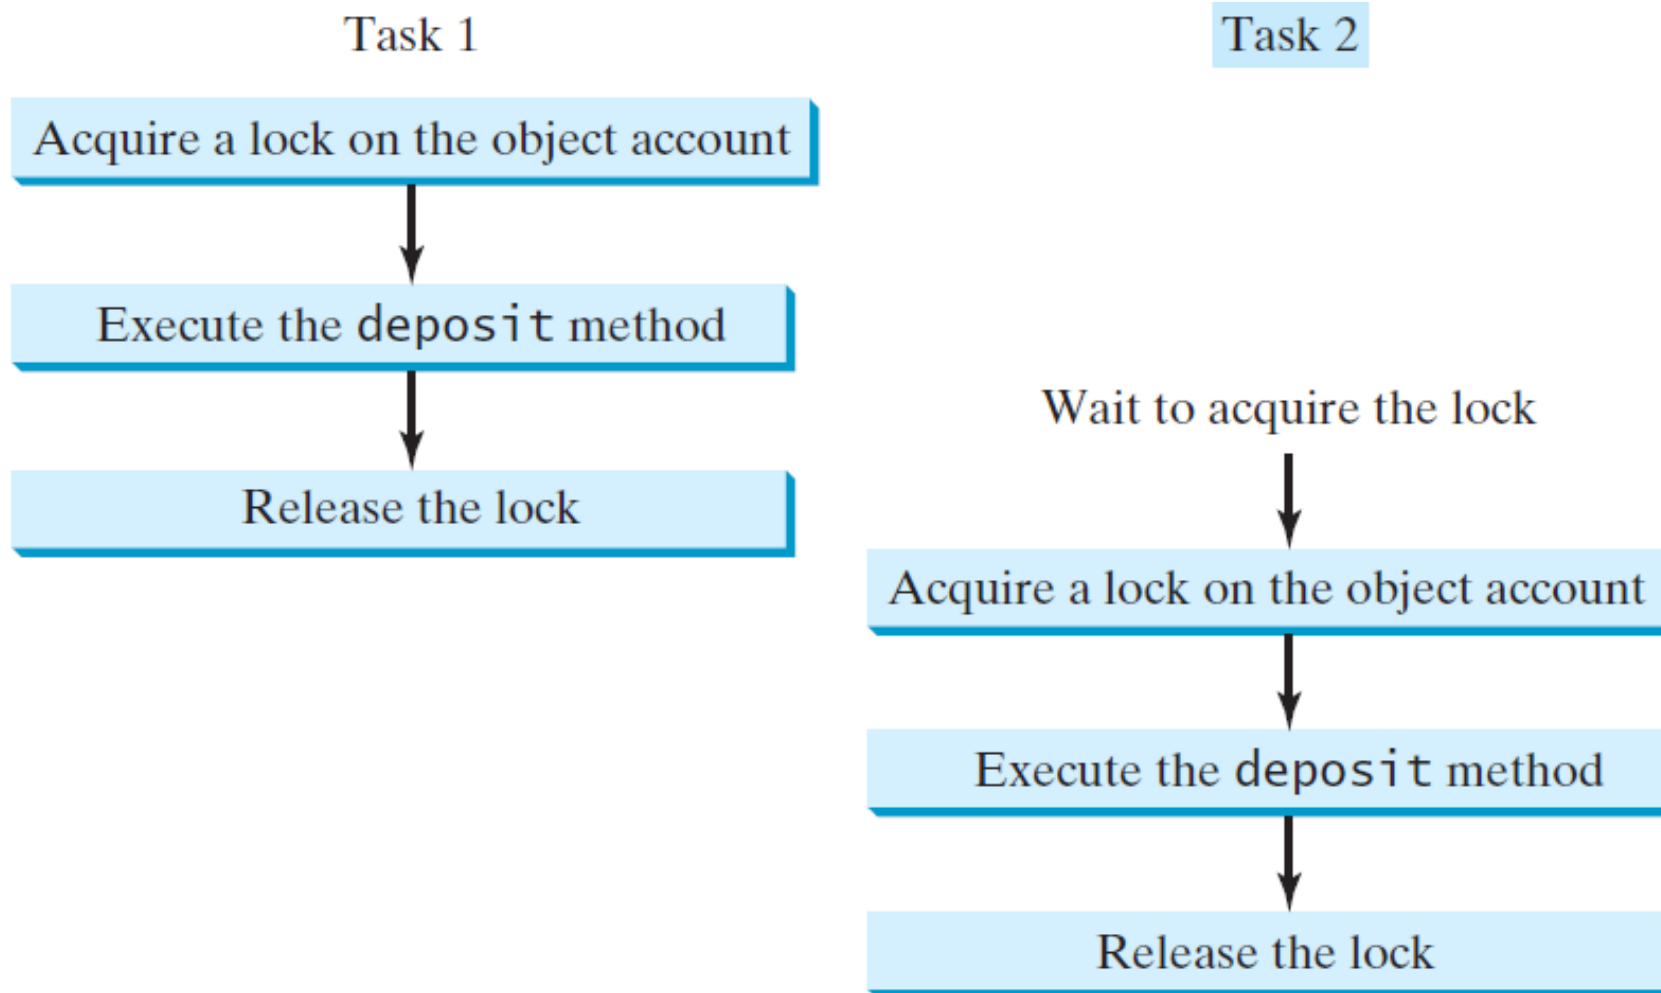 Task 1
Acquire a lock on the object account
Execute the deposit method
Release the lock
Task 2
Wait to acquire the lock
Acquire a lock on the object account
Execute the deposit method
Release the lock